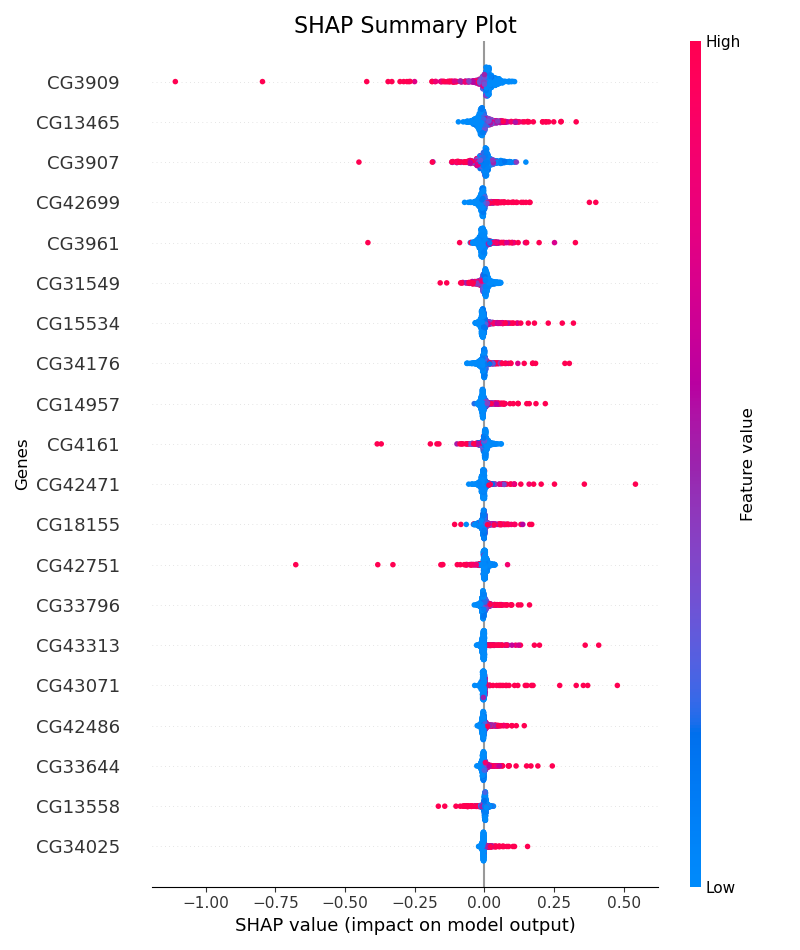 SHAP Summary Plot
High
CG3909
CG13465
CG3907
CG42699
CG3961
CG31549
CG15534
CG34176
CG14957
CG4161
CG42471
CG18155
CG42751
CG33796
CG43313
CG43071
CG42486
CG33644
CG13558
CG34025
Genes
Feature value
Low
−1.00 −0.75 −0.50 −0.25 0.00 0.25 0.50
SHAP value (impact on model output)